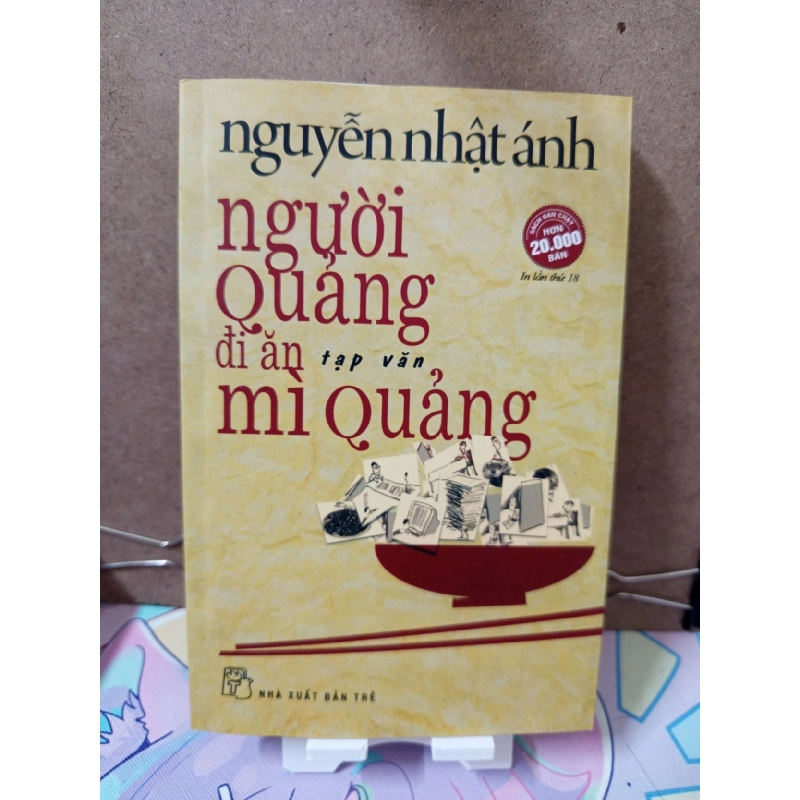 nguyễn nhật ánh
người
Quảng
đi ăn tạp văn
mì Quảng
SÁCH BÁN CHẠY
HƠN
20.000
BẢN
In lần thứ 18
NHÀ XUẤT BẢN TRẺ